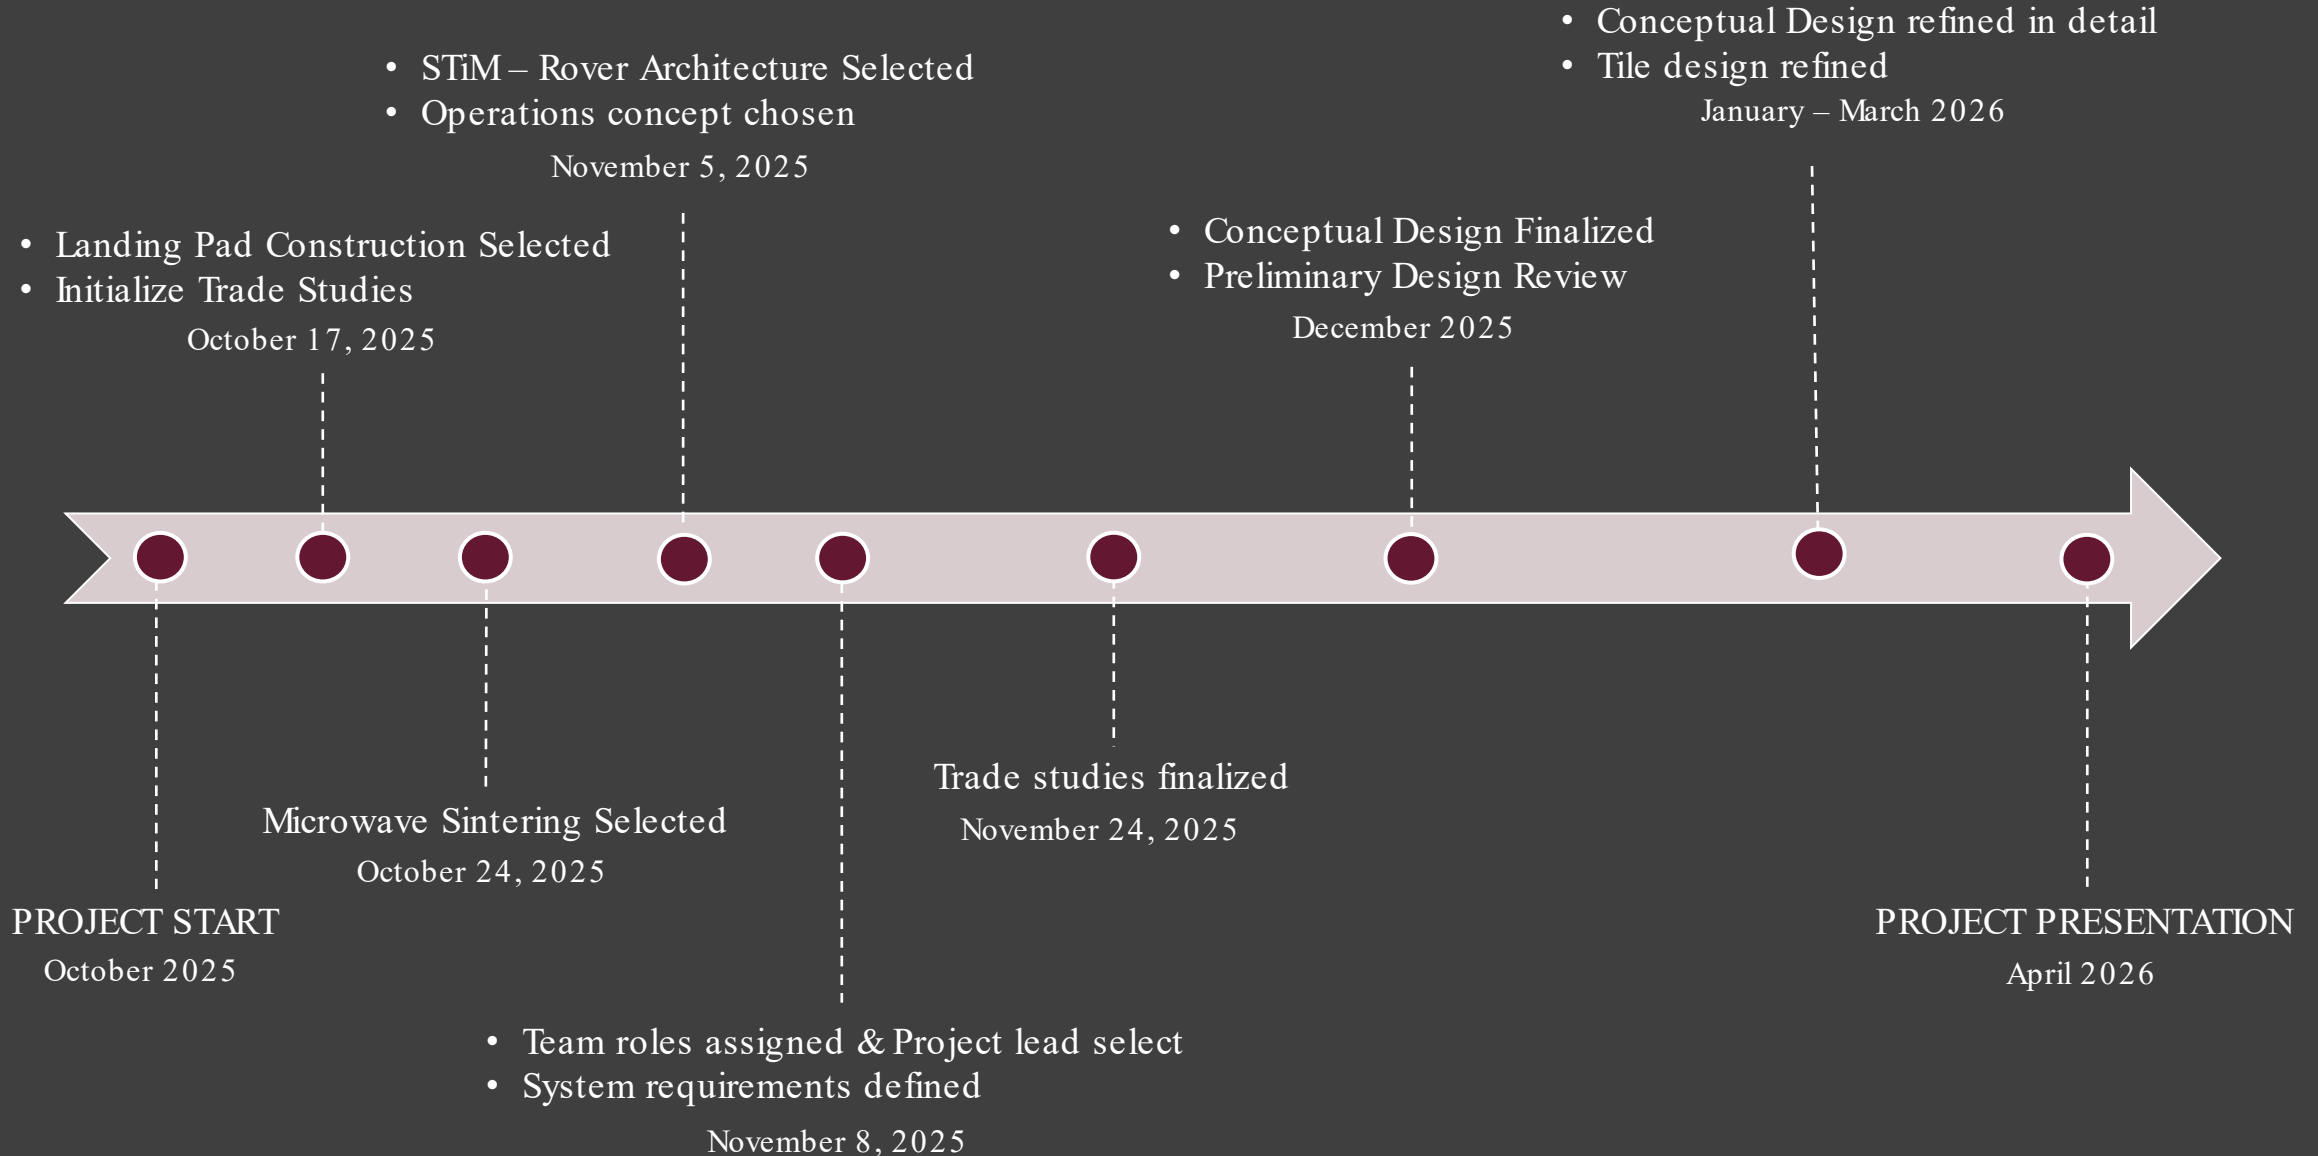 • Conceptual Design refined in detail
• Tile design refined
January – March 2026
• STiM – Rover Architecture Selected
• Operations concept chosen
November 5, 2025
• Landing Pad Construction Selected
• Initialize Trade Studies
October 17, 2025
• Conceptual Design Finalized
• Preliminary Design Review
December 2025
Trade studies finalized
November 24, 2025
Microwave Sintering Selected
October 24, 2025
PROJECT START
October 2025
PROJECT PRESENTATION
April 2026
• Team roles assigned & Project lead select
• System requirements defined
November 8, 2025